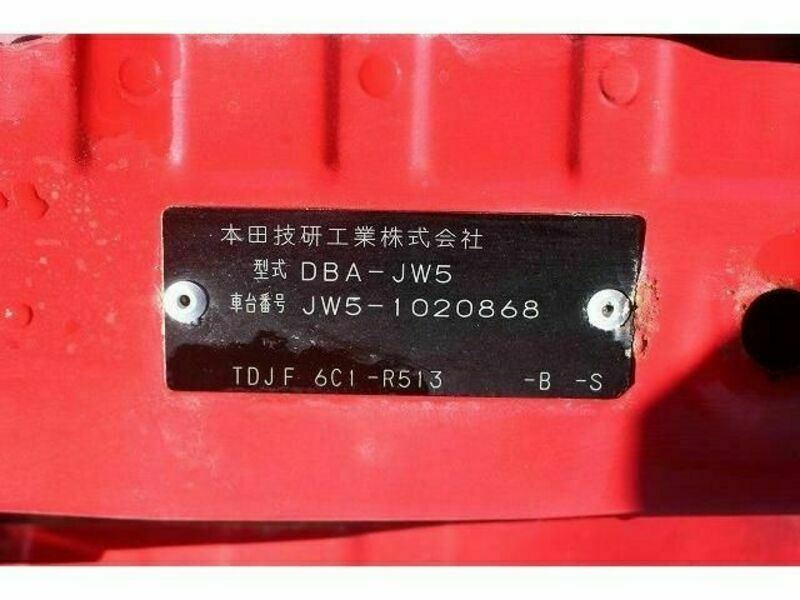 本田技研工業株式会社
型式 DBA-JW5
車台番号 JW5-1020868
TDJF 6C1-R513 -B -S